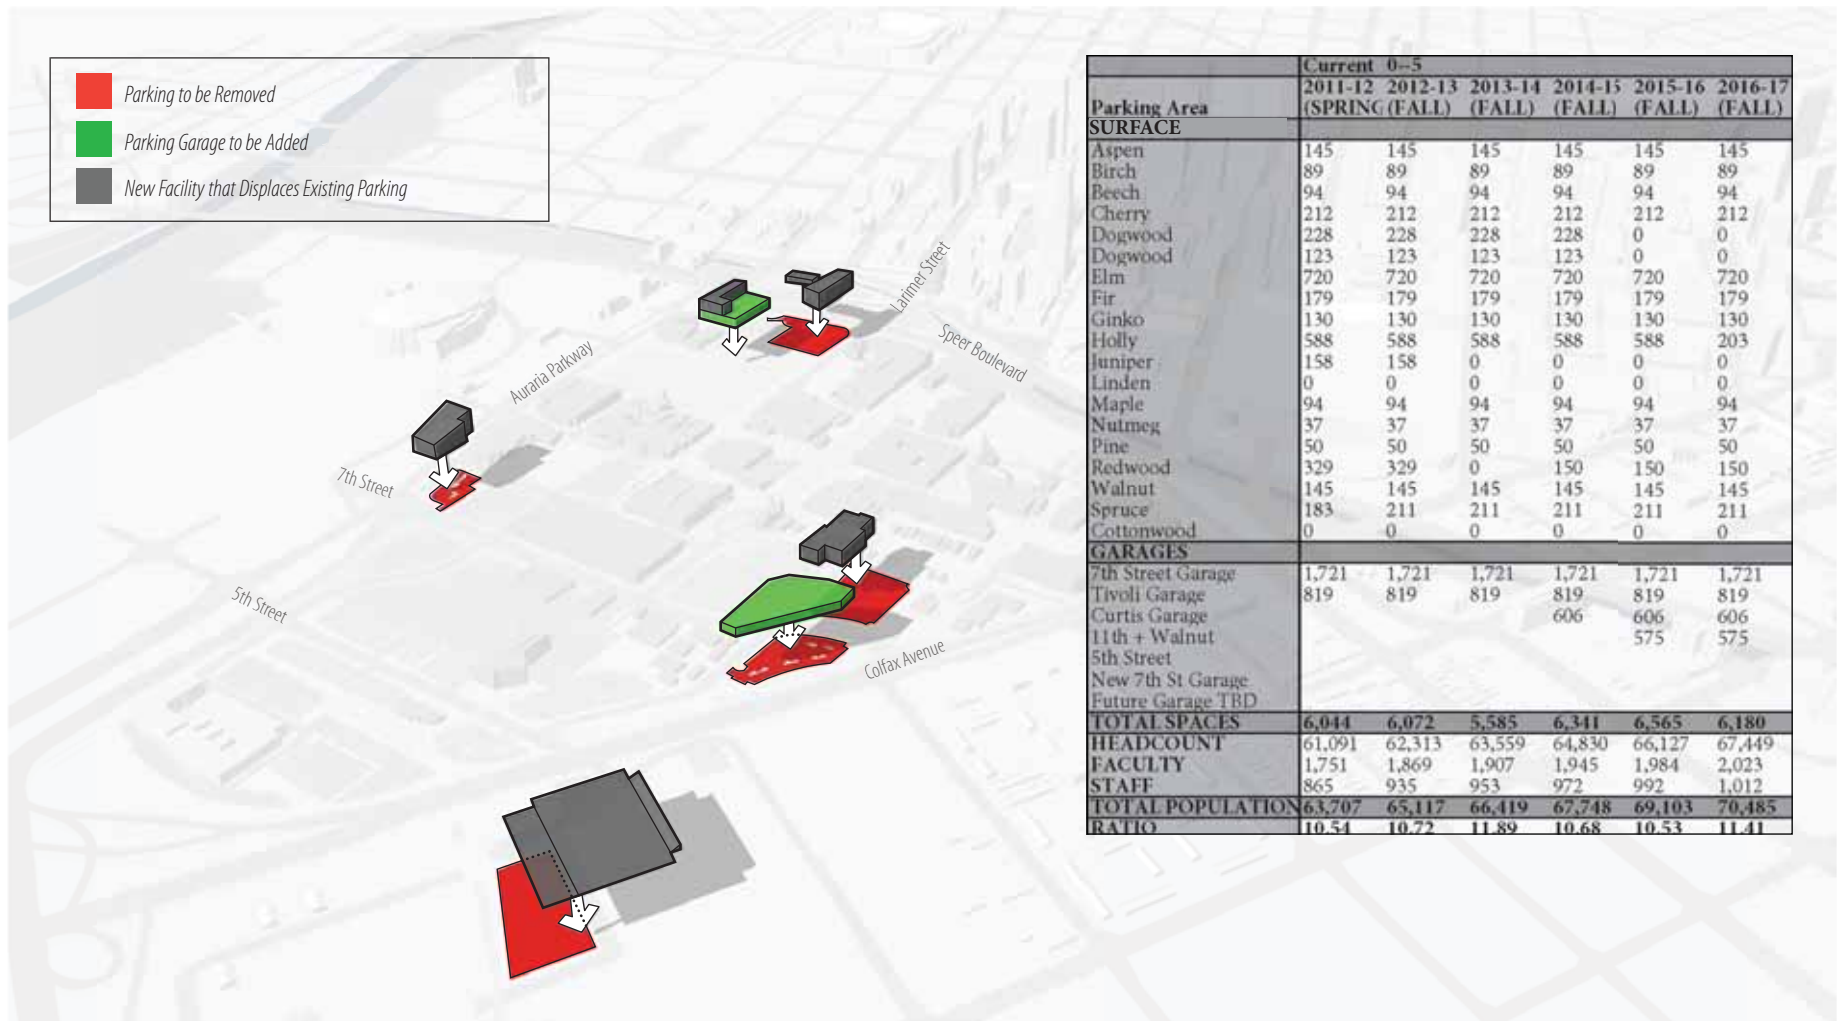 Parking to be Removed
Parking Garage to be Added
New Facility that Displaces Existing Parking
Larimer Street
Speer Boulevard
Auraria Parkway
7th Street
5th Street
Colfax Avenue
Current 0--5
2011-12 2012-13 2013-14 2014-15 2015-16 2016-17
Parking Area (SPRING (FALL) (FALL) (FALL) (FALL) (FALL)
SURFACE
Aspen 145 145 145 145 145 145
Birch 89 89 89 89 89 89
Beech 94 94 94 94 94 94
Cherry 212 212 212 212 212 212
Dogwood 228 228 228 228 0 0
Dogwood 123 123 123 123 0 0
Elm 720 720 720 720 720 720
Fir 179 179 179 179 179 179
Ginko 130 130 130 130 130 130
Holly 588 588 588 588 588 203
Juniper 158 158 0 0 0 0
Linden 0 0 0 0 0 0
Maple 94 94 94 94 94 94
Nutmeg 37 37 37 37 37 37
Pine 50 50 50 50 50 50
Redwood 329 329 0 150 150 150
Walnut 145 145 145 145 145 145
Spruce 183 211 211 211 211 211
Cottonwood 0 0 0 0 0 0
GARAGES
7th Street Garage 1,721 1,721 1,721 1,721 1,721 1,721
Tivoli Garage 819 819 819 819 819 819
Curtis Garage 606 606 606
11th + Walnut 575 575
5th Street
New 7th St Garage
Future Garage TBD
TOTAL SPACES 6,044 6,072 5,585 6,341 6,565 6,180
HEADCOUNT 61,091 62,313 63,559 64,830 66,127 67,449
FACULTY 1,751 1,869 1,907 1,945 1,984 2,023
STAFF 865 935 953 972 992 1,012
TOTAL POPULATION 63,707 65,117 66,419 67,748 69,103 70,485
RATIO 10.54 10.72 11.89 10.68 10.53 11.41